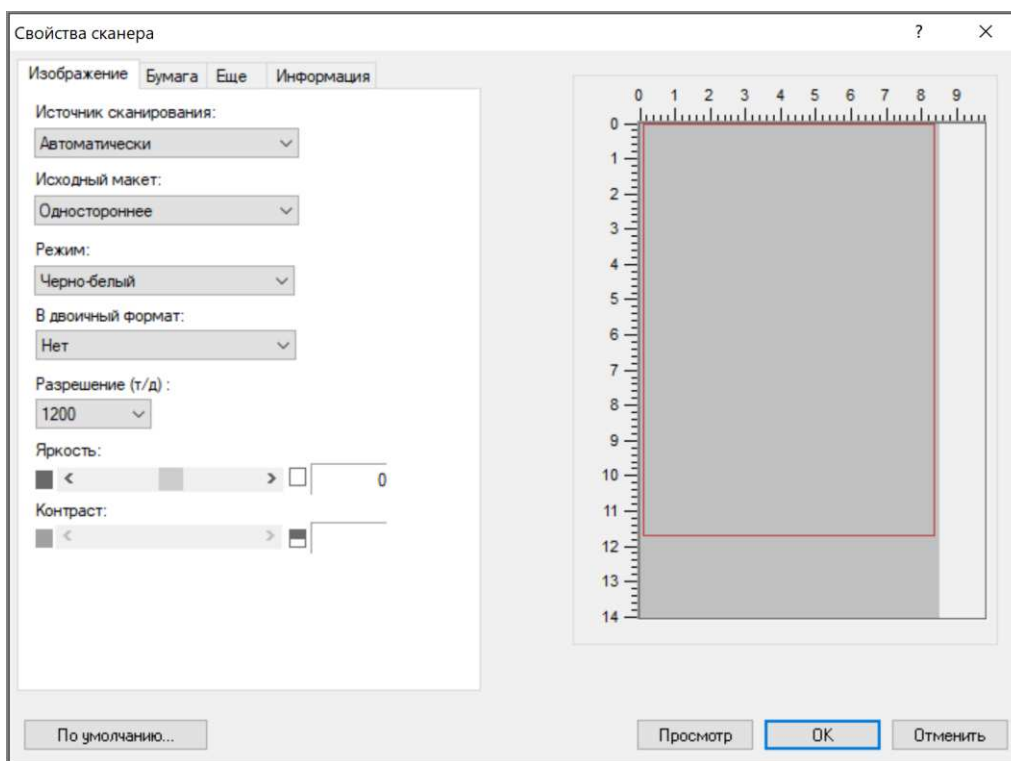 Свойства сканера ?
Изображение Бумага Еще Информация
Источник сканирования:
Автоматически
Исходный макет:
Одностороннее
Режим:
Черно-белый
В двоичный формат:
Нет
Разрешение (т/д) :
1200
Яркость:
0
Контраст:
0 1 2 3 4 5 6 7 8 9
0
1
2
3
4
5
6
7
8
9
10
11
12
13
14
По умолчанию... Просмотр OK Отменить